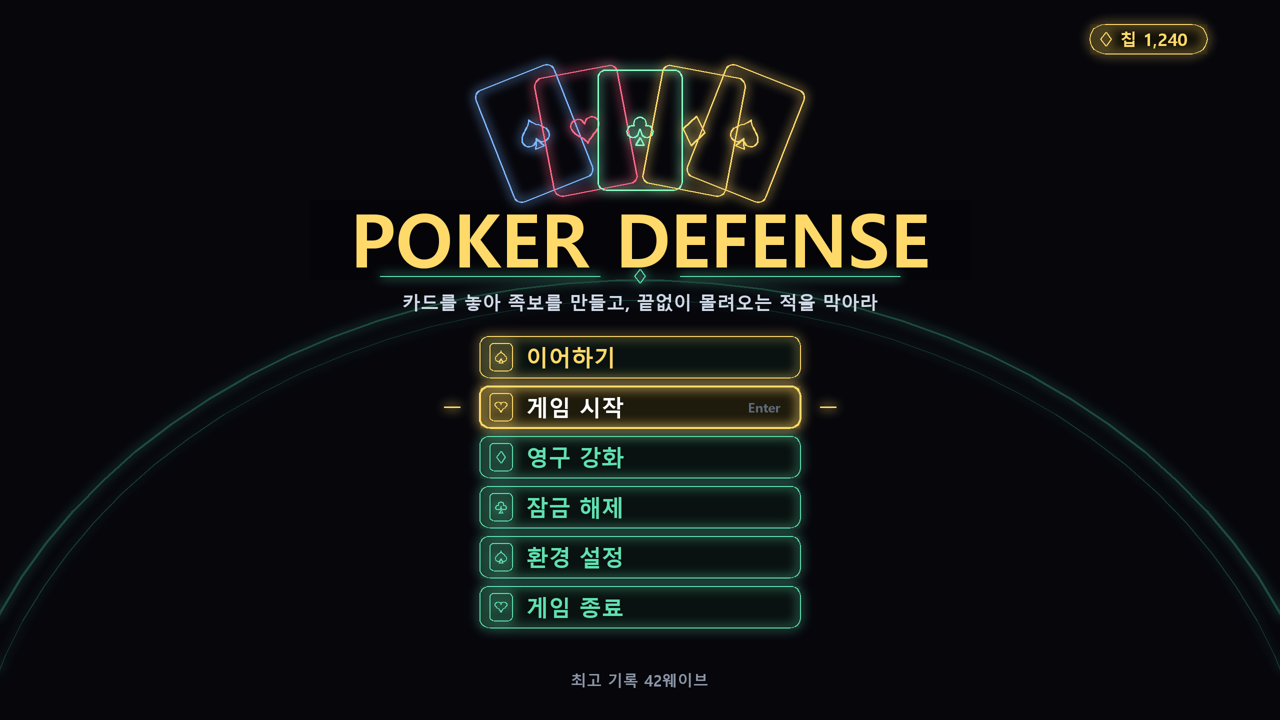 칩 1,240
POKER DEFENSE
카드를 놓아 족보를 만들고, 끝없이 몰려오는 적을 막아라
이어하기
게임 시작 Enter
영구 강화
잠금 해제
환경 설정
게임 종료
최고 기록 42웨이브